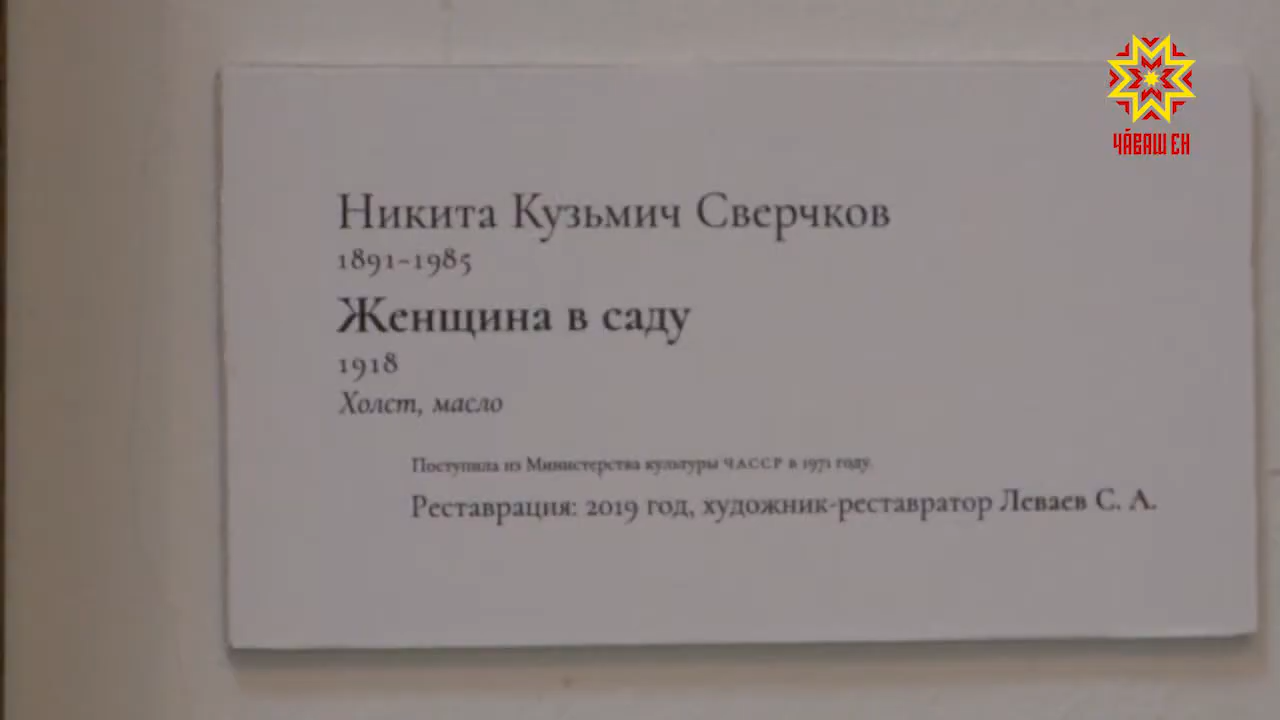 ЧӐВАШ ЕН
Никита Кузьмич Сверчков
1891–1985
Женщина в саду
1918
Холст, масло
Поступила из Министерства культуры ЧАССР в 1971 году.
Реставрация: 2019 год, художник-реставратор Леваев С. А.